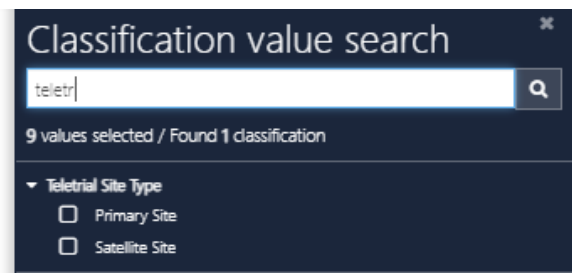 Classification value search
teletr
9 values selected / Found 1 classification
Teletrial Site Type
Primary Site
Satellite Site